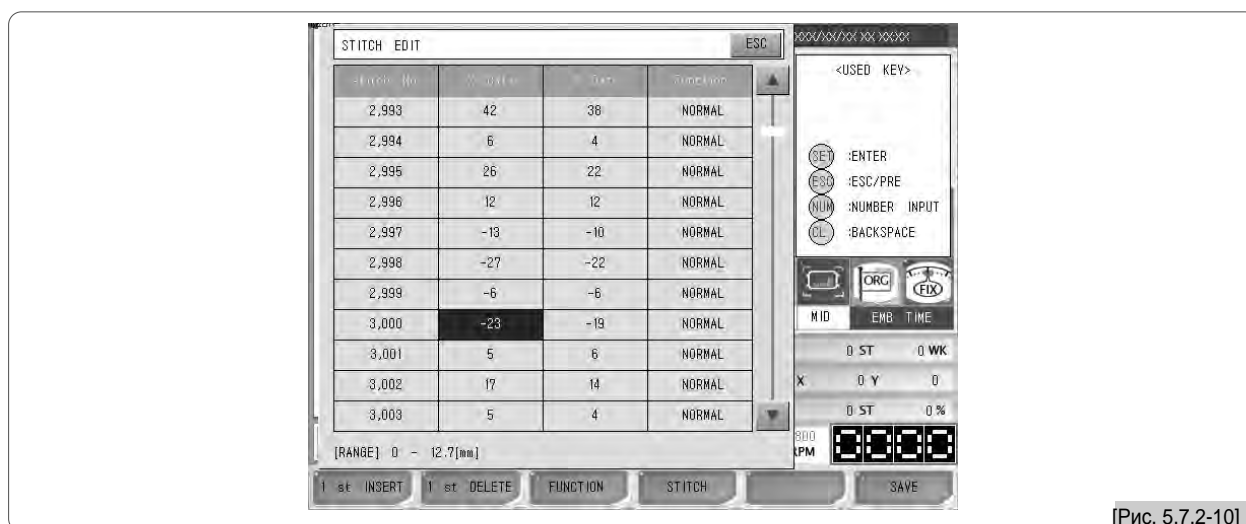 STITCH EDIT ESC
2,993 42 38 NORMAL
2,994 6 4 NORMAL
2,995 26 22 NORMAL
2,996 12 12 NORMAL
2,997 -13 -10 NORMAL
2,998 -27 -22 NORMAL
2,999 -6 -6 NORMAL
3,000 -23 -19 NORMAL
3,001 5 6 NORMAL
3,002 17 14 NORMAL
3,003 5 4 NORMAL
[RANGE] 0 - 12.7[mm]
XXXX/XX/XX XX:XX:XX
<USED KEY>
SET :ENTER
ESC :ESC/PRE
NUM :NUMBER INPUT
CL :BACKSPACE
ORG FIX
MID EMB TIME
0 ST 0 WK
X 0 Y 0
0 ST 0 %
RPM 0000
1 st INSERT 1 st DELETE FUNCTION STITCH SAVE
[Рис. 5.7.2-10]